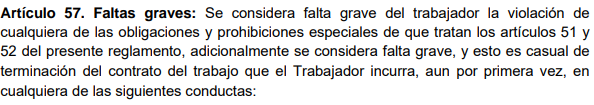 Artículo 57. Faltas graves: Se considera falta grave del trabajador la violación de
cualquiera de las obligaciones y prohibiciones especiales de que tratan los artículos 51 y
52 del presente reglamento, adicionalmente se considera falta grave, y esto es casual de
terminación del contrato del trabajo que el Trabajador incurra, aun por primera vez, en
cualquiera de las siguientes conductas: